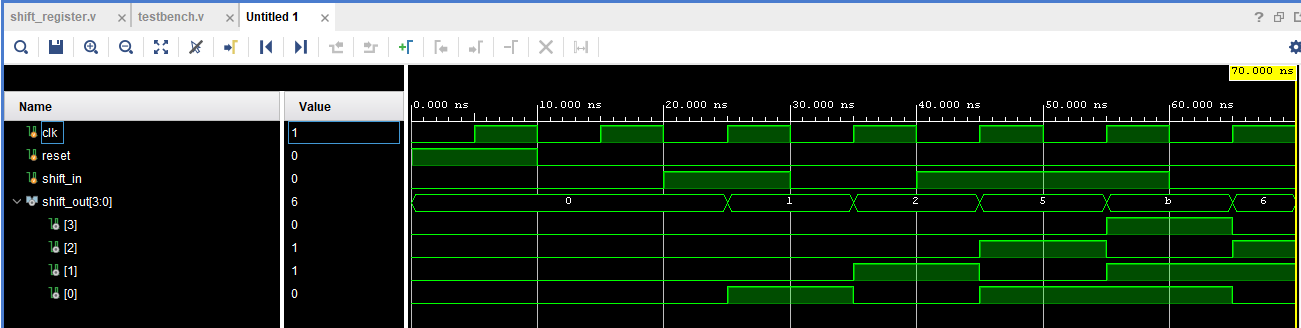 shift_register.v × testbench.v × Untitled 1 ×
?
70.000 ns
Name Value
0.000 ns 10.000 ns 20.000 ns 30.000 ns 40.000 ns 50.000 ns 60.000 ns
clk 1
reset 0
shift_in 0
shift_out[3:0] 6 0 1 2 5 b 6
[3] 0
[2] 1
[1] 1
[0] 0